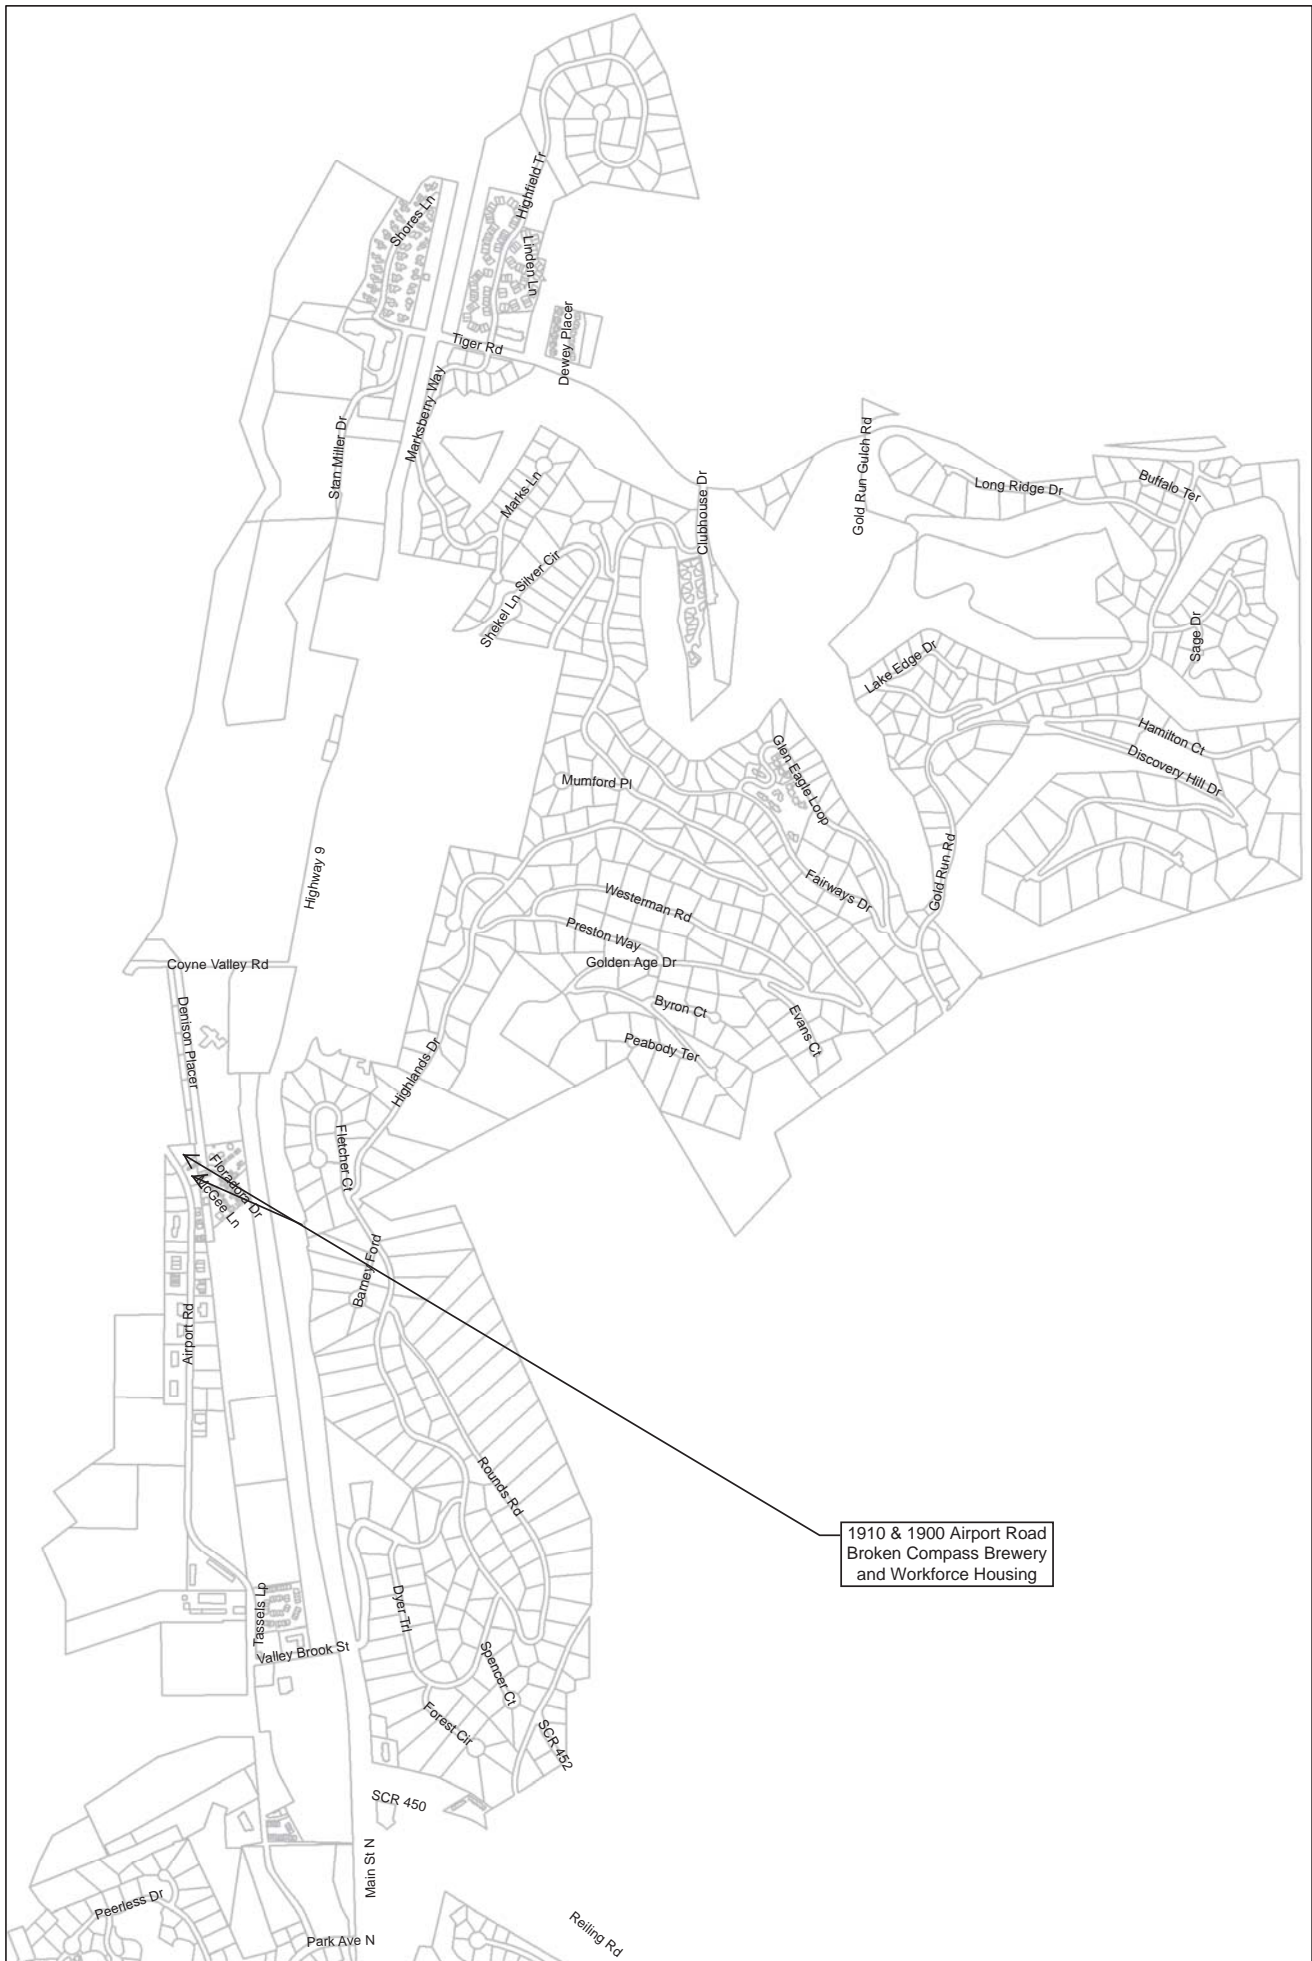 Highfield Tr
Shores Ln
Linden Ln
Dewey Placer
Tiger Rd
Marksberry Way
Stan Miller Dr
Gold Run Gulch Rd
Long Ridge Dr
Buffalo Ter
Marks Ln
Clubhouse Dr
Silver Cir
Shekel Ln
Sage Dr
Lake Edge Dr
Hamilton Ct
Discovery Hill Dr
Glen Eagle Loop
Mumford Pl
Highway 9
Gold Run Rd
Fairways Dr
Westerman Rd
Preston Way
Golden Age Dr
Coyne Valley Rd
Byron Ct
Evans Ct
Denison Placer
Peabody Ter
Highlands Dr
Fletcher Ct
Floradora Dr
McGee Ln
Barney Ford
Airport Rd
Rounds Rd
1910 & 1900 Airport Road
Broken Compass Brewery
and Workforce Housing
Dyer Trl
Tassels Lp
Valley Brook St
Spencer Ct
Forest Cir
SCR 452
SCR 450
Main St N
Peerless Dr
Park Ave N
Reiling Rd